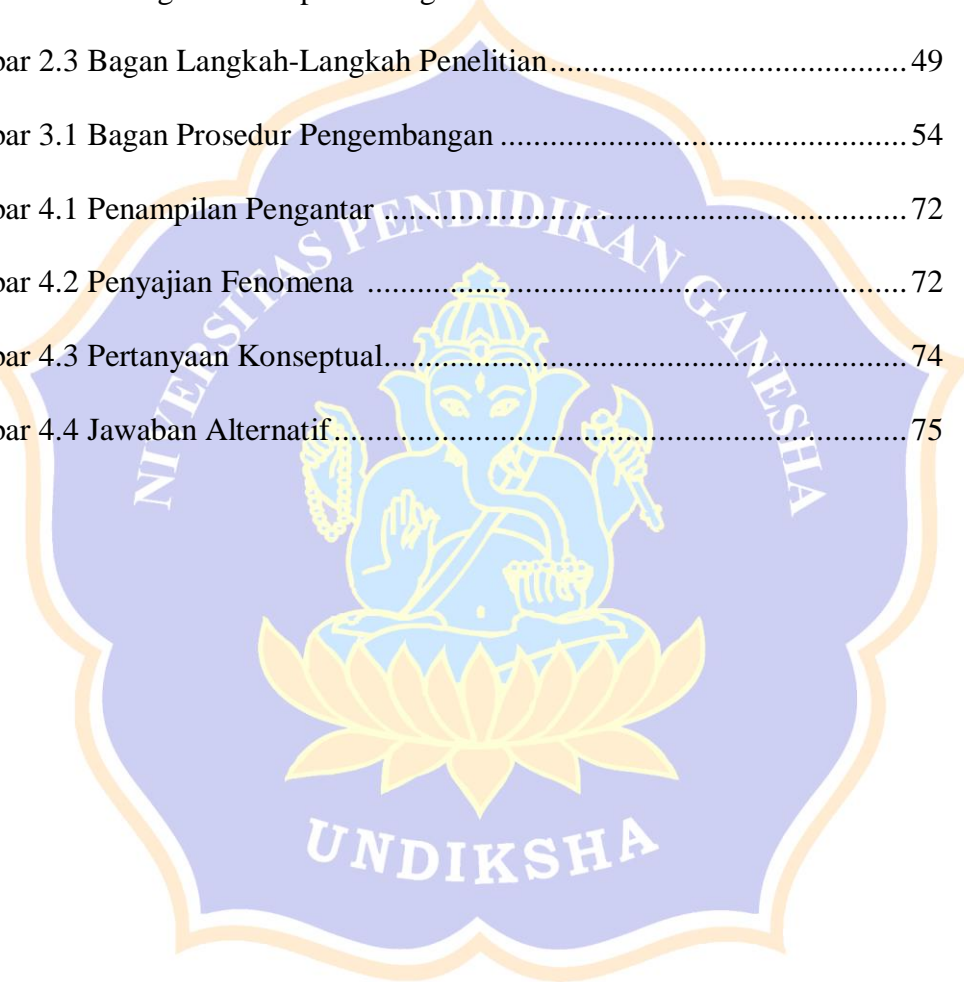 bar 2.3 Bagan Langkah-Langkah Penelitian.................................... 49
bar 3.1 Bagan Prosedur Pengembangan ......................................... 54
bar 4.1 Penampilan Pengantar .................................................... 72
bar 4.2 Penyajian Fenomena ...................................................... 72
bar 4.3 Pertanyaan Konseptual.................................................... 74
bar 4.4 Jawaban Alternatif......................................................... 75
NIVERSITAS PENDIDIKAN GANESHA
UNDIKSHA